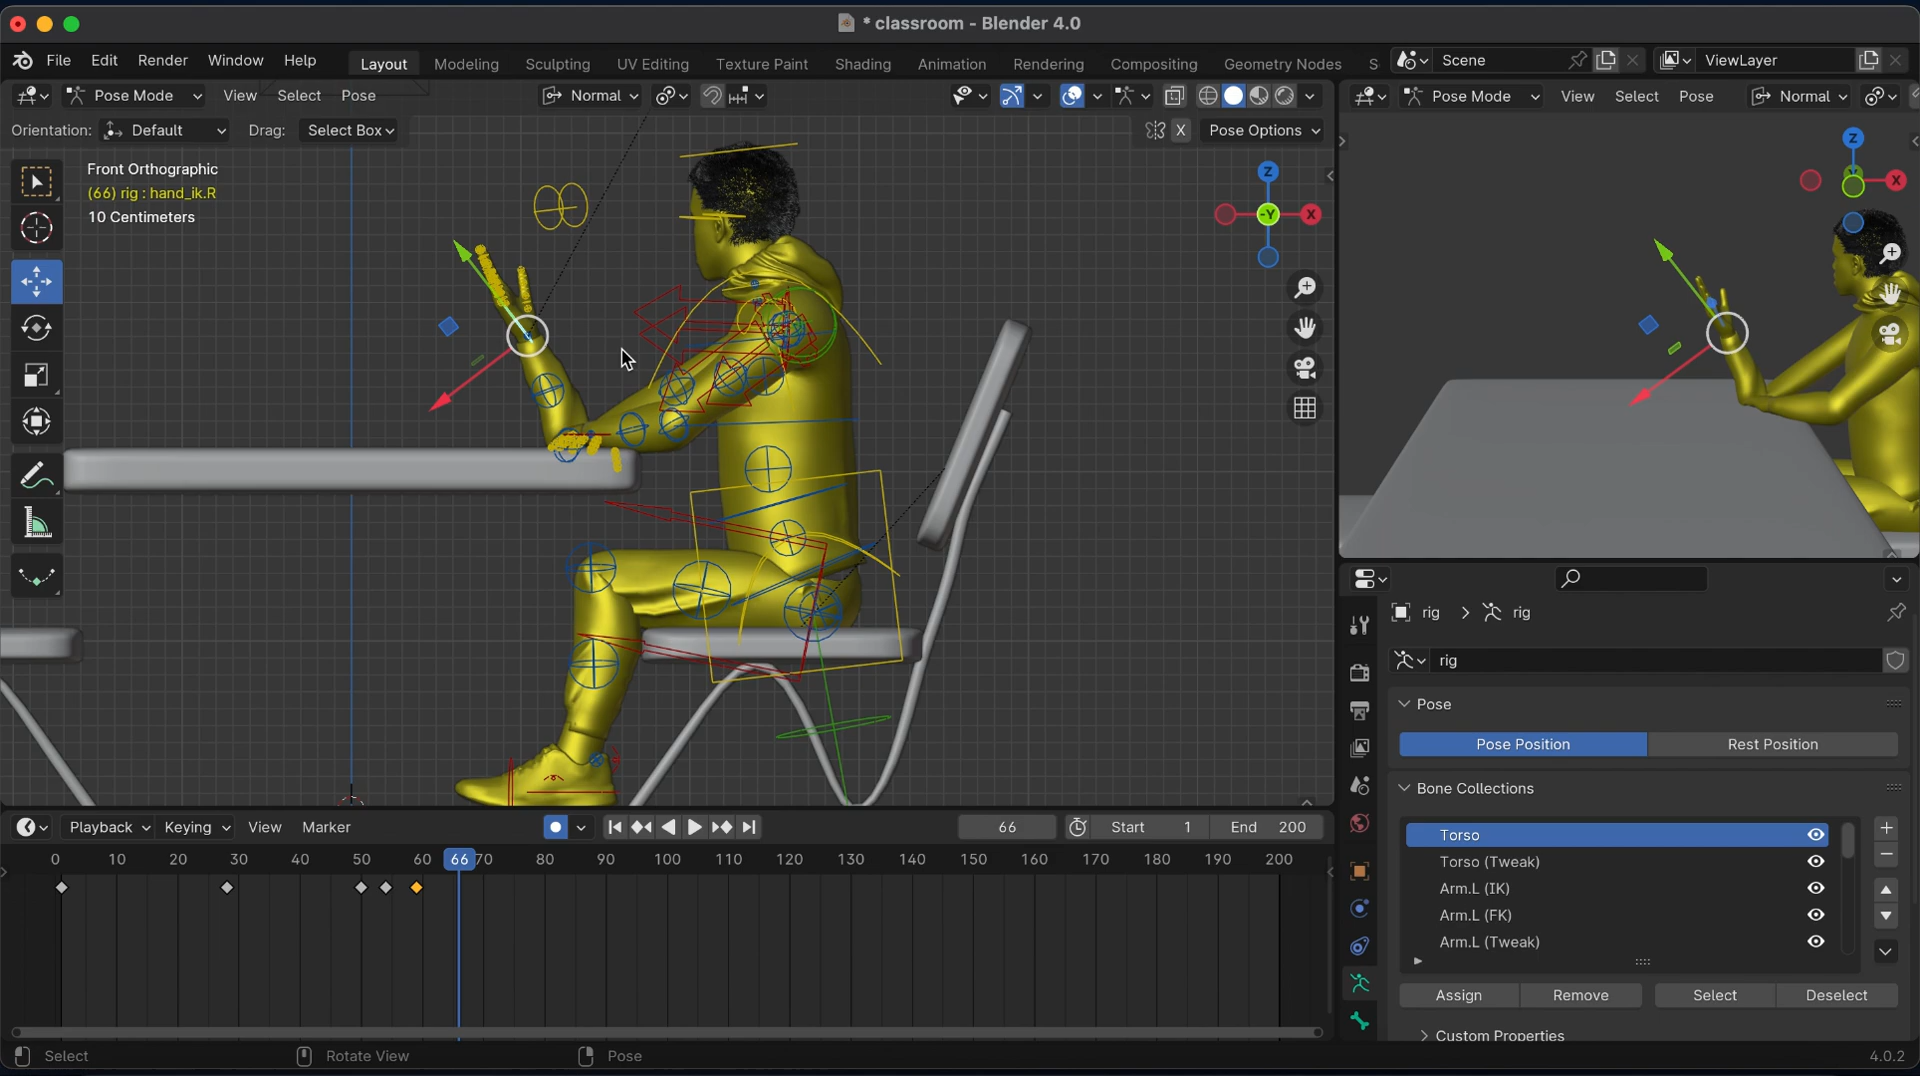 * classroom - Blender 4.0
File Edit Render Window Help Layout Modeling Sculpting UV Editing Texture Paint Shading Animation Rendering Compositing Geometry Nodes S Scene ViewLayer
Pose Mode View Select Pose Normal
Pose Mode View Select Pose Normal
Orientation: Default Drag: Select Box X Pose Options
Front Orthographic
(66) rig : hand_ik.R
10 Centimeters
Z
-Y X
Z
X
rig > rig
rig
Pose
Pose Position Rest Position
Bone Collections
Torso
Torso (Tweak)
Arm.L (IK)
Arm.L (FK)
Arm.L (Tweak)
Assign Remove Select Deselect
Custom Properties
Playback Keying View Marker 66 Start 1 End 200
0 10 20 30 40 50 60 66 70 80 90 100 110 120 130 140 150 160 170 180 190 200
Select Rotate View Pose 4.0.2